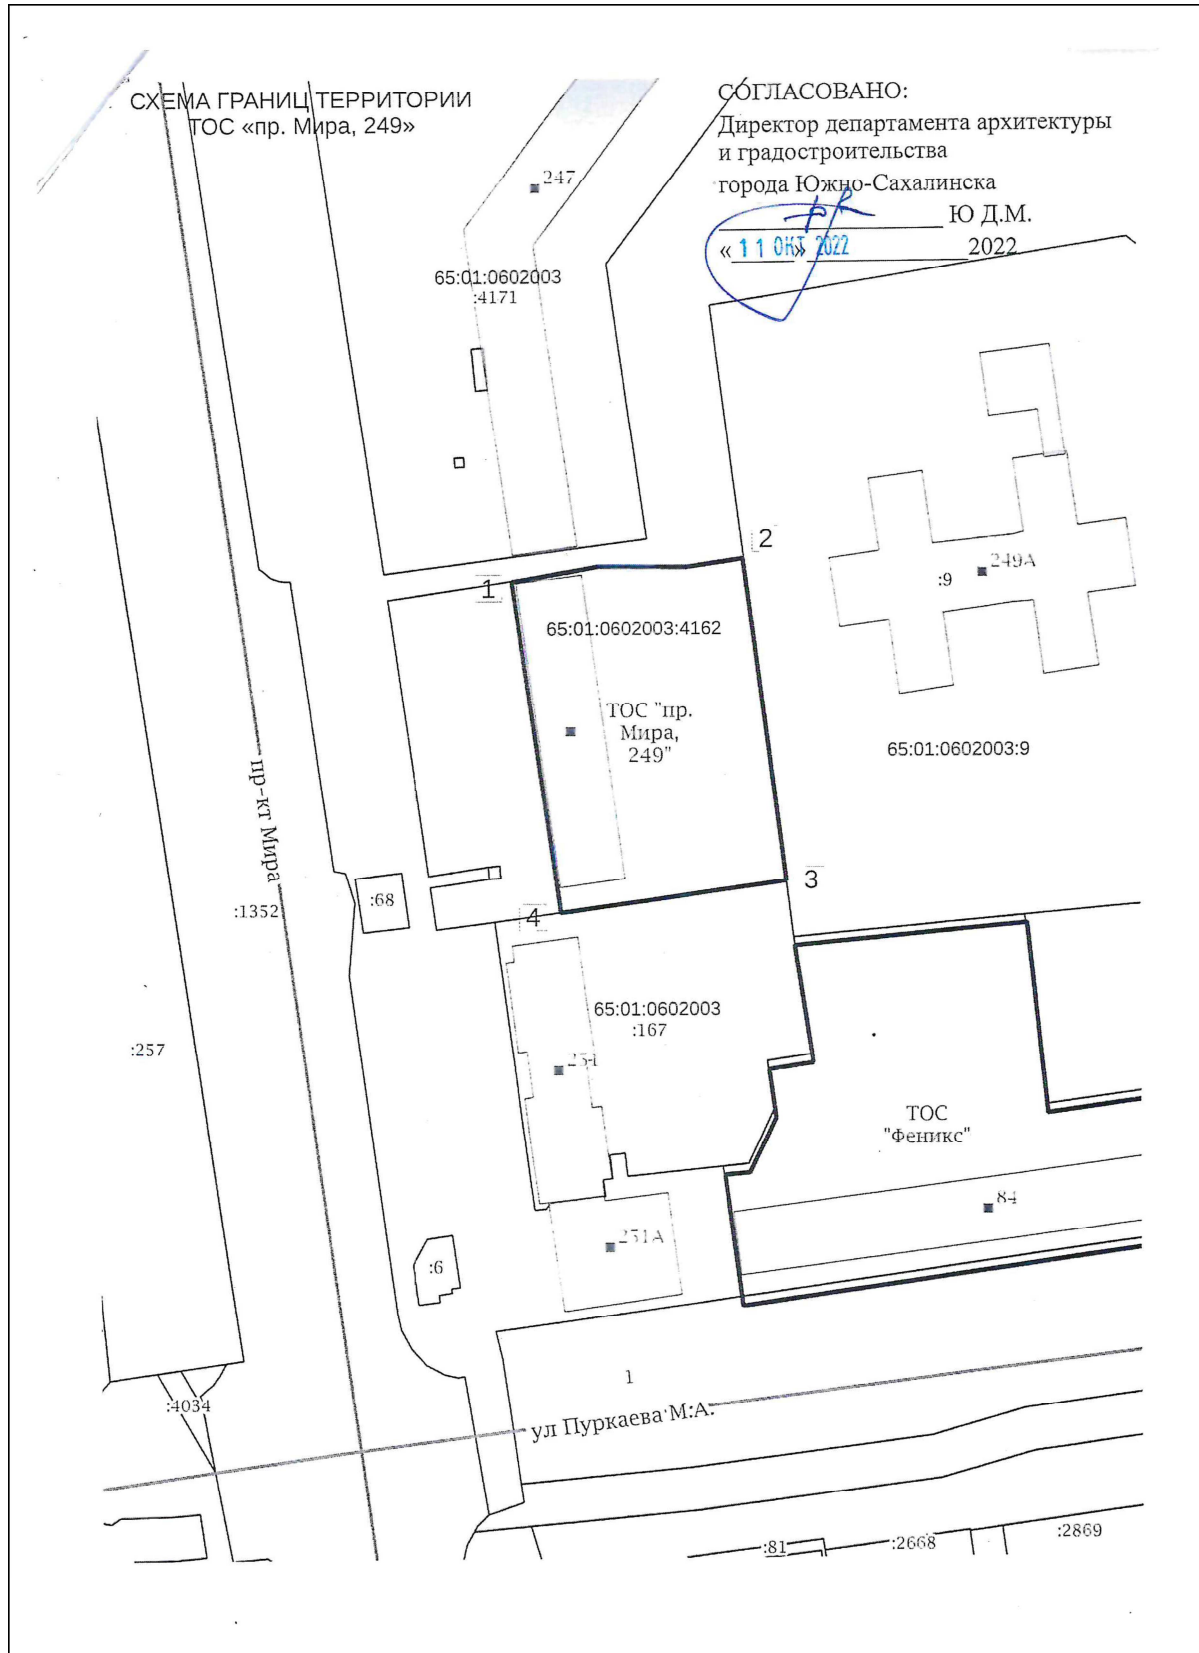 СХЕМА ГРАНИЦ ТЕРРИТОРИИ
ТОС «пр. Мира, 249»
СОГЛАСОВАНО:
Директор департамента архитектуры
и градостроительства
города Южно-Сахалинска
Ю Д.М.
« 11 ОКТ » 2022 2022
247
65:01:0602003
:4171
2
249А
:9
1
65:01:0602003:4162
ТОС "пр.
Мира,
249"
65:01:0602003:9
пр-кт Мира
3
:68
:1352
4
65:01:0602003
:167
:257
251
ТОС
"Феникс"
84
251А
:6
1
:4034
ул Пуркаева М.А.
:81
:2668
:2869